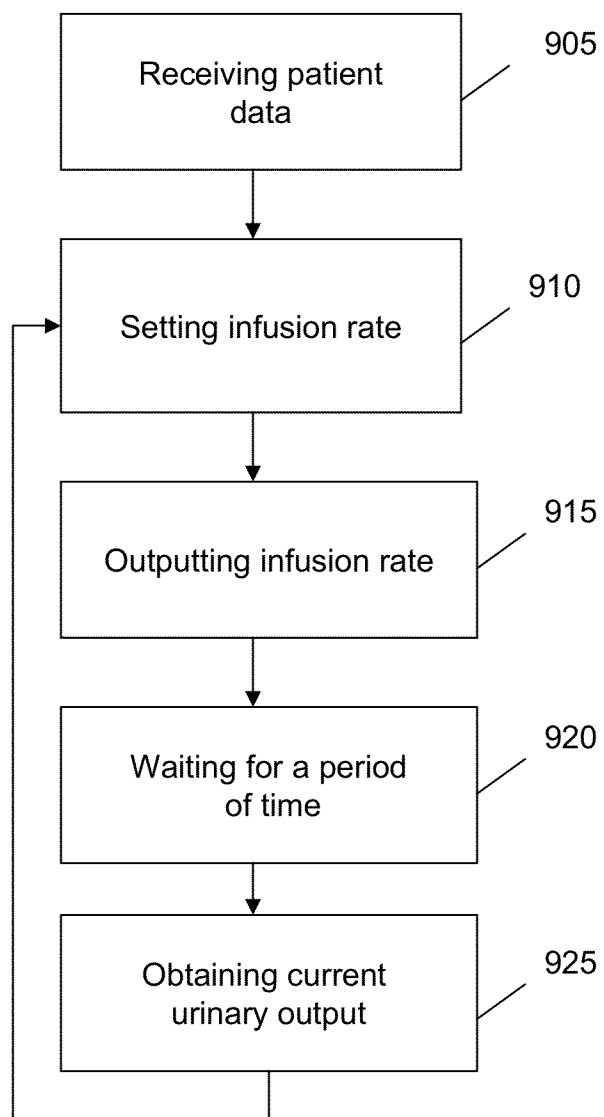 905
Receiving patient
data
910
Setting infusion rate
915
Outputting infusion rate
920
Waiting for a period
of time
925
Obtaining current
urinary output